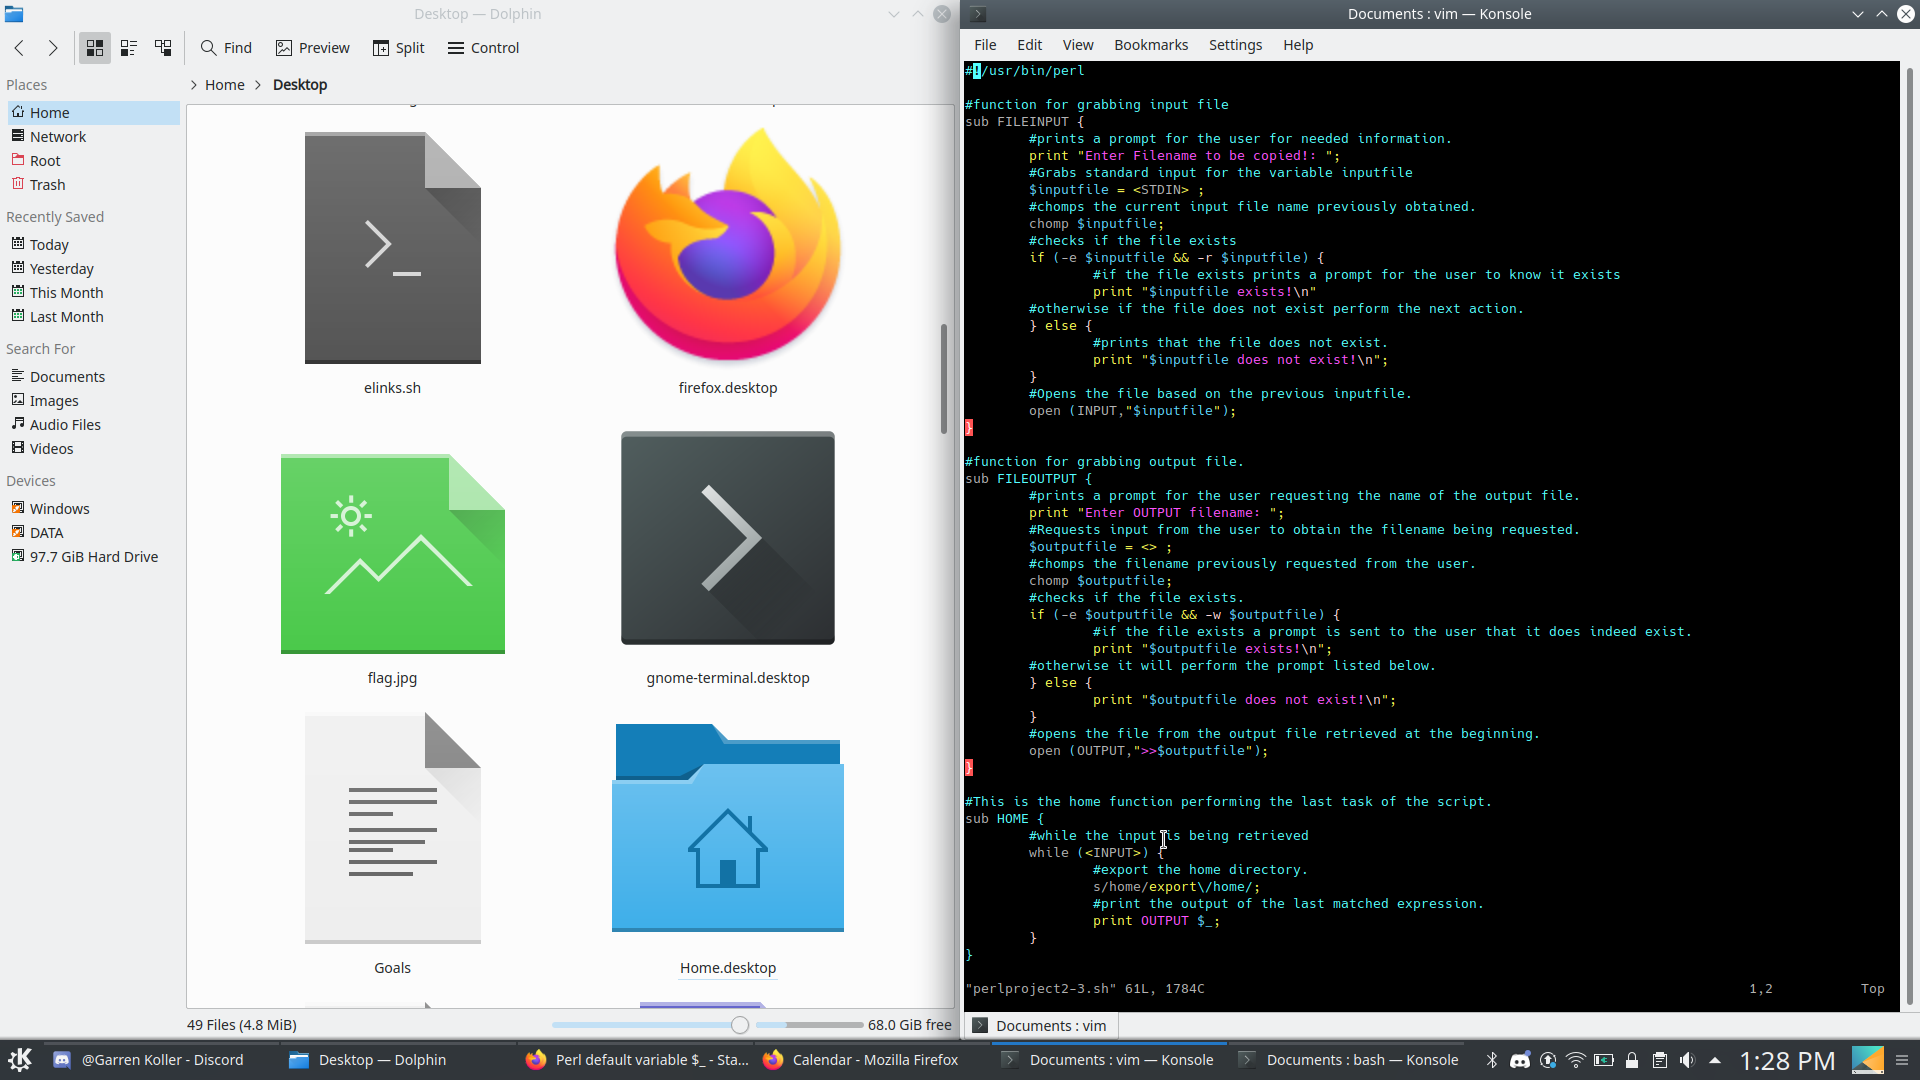 Desktop — Dolphin
Find
Preview
Split
Control
Places
Home
Network
Root
Trash
Recently Saved
Today
Yesterday
This Month
Last Month
Search For
Documents
Images
Audio Files
Videos
Devices
Windows
DATA
97.7 GiB Hard Drive
Home
Desktop
elinks.sh
firefox.desktop
flag.jpg
gnome-terminal.desktop
Goals
Home.desktop
49 Files (4.8 MiB)
68.0 GiB free
Documents : vim — Konsole
File Edit View Bookmarks Settings Help
#!/usr/bin/perl
#function for grabbing input file
sub FILEINPUT {
#prints a prompt for the user for needed information.
print "Enter Filename to be copied!: ";
#Grabs standard input for the variable inputfile
$inputfile = <STDIN> ;
#chomps the current input file name previously obtained.
chomp $inputfile;
#checks if the file exists
if (-e $inputfile && -r $inputfile) {
#if the file exists prints a prompt for the user to know it exists
print "$inputfile exists!\n"
#otherwise if the file does not exist perform the next action.
} else {
#prints that the file does not exist.
print "$inputfile does not exist!\n";
}
#Opens the file based on the previous inputfile.
open (INPUT,"$inputfile");
}
#function for grabbing output file.
sub FILEOUTPUT {
#prints a prompt for the user requesting the name of the output file.
print "Enter OUTPUT filename: ";
#Requests input from the user to obtain the filename being requested.
$outputfile = <> ;
#chomps the filename previously requested from the user.
chomp $outputfile;
#checks if the file exists.
if (-e $outputfile && -w $outputfile) {
#if the file exists a prompt is sent to the user that it does indeed exist.
print "$outputfile exists!\n";
#otherwise it will perform the prompt listed below.
} else {
print "$outputfile does not exist!\n";
}
#opens the file from the output file retrieved at the beginning.
open (OUTPUT,">>$outputfile");
}
#This is the home function performing the last task of the script.
sub HOME {
#while the input is being retrieved
while (<INPUT>) {
#export the home directory.
s/home/export\/home/;
#print the output of the last matched expression.
print OUTPUT $_;
}
}
"perlproject2-3.sh" 61L, 1784C 1,2 Top
Documents : vim
@Garren Koller - Discord
Desktop — Dolphin
Perl default variable $_ - Sta...
Calendar - Mozilla Firefox
Documents : vim — Konsole
Documents : bash — Konsole
1:28 PM